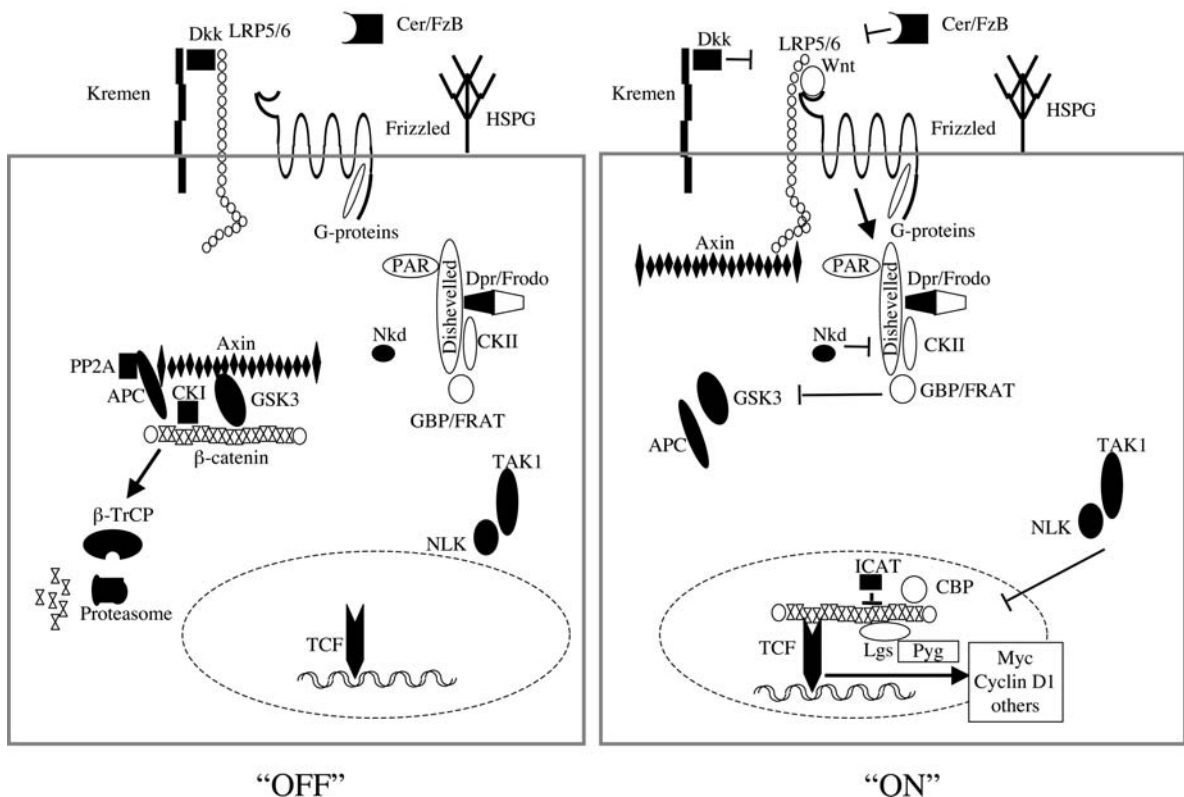 Dkk LRP5/6
Cer/FzB
Kremen
Frizzled
HSPG
G-proteins
PAR
Dishevelled
Dpr/Frodo
Nkd
CKII
GBP/FRAT
Axin
PP2A
APC
CKI
GSK3
β-catenin
β-TrCP
Proteasome
TAK1
NLK
TCF
"OFF"
Dkk
LRP5/6
Wnt
Cer/FzB
Kremen
Frizzled
HSPG
G-proteins
Axin
PAR
Dishevelled
Dpr/Frodo
Nkd
CKII
GBP/FRAT
GSK3
APC
TAK1
NLK
ICAT
CBP
TCF
Lgs
Pyg
Myc
Cyclin D1
others
"ON"